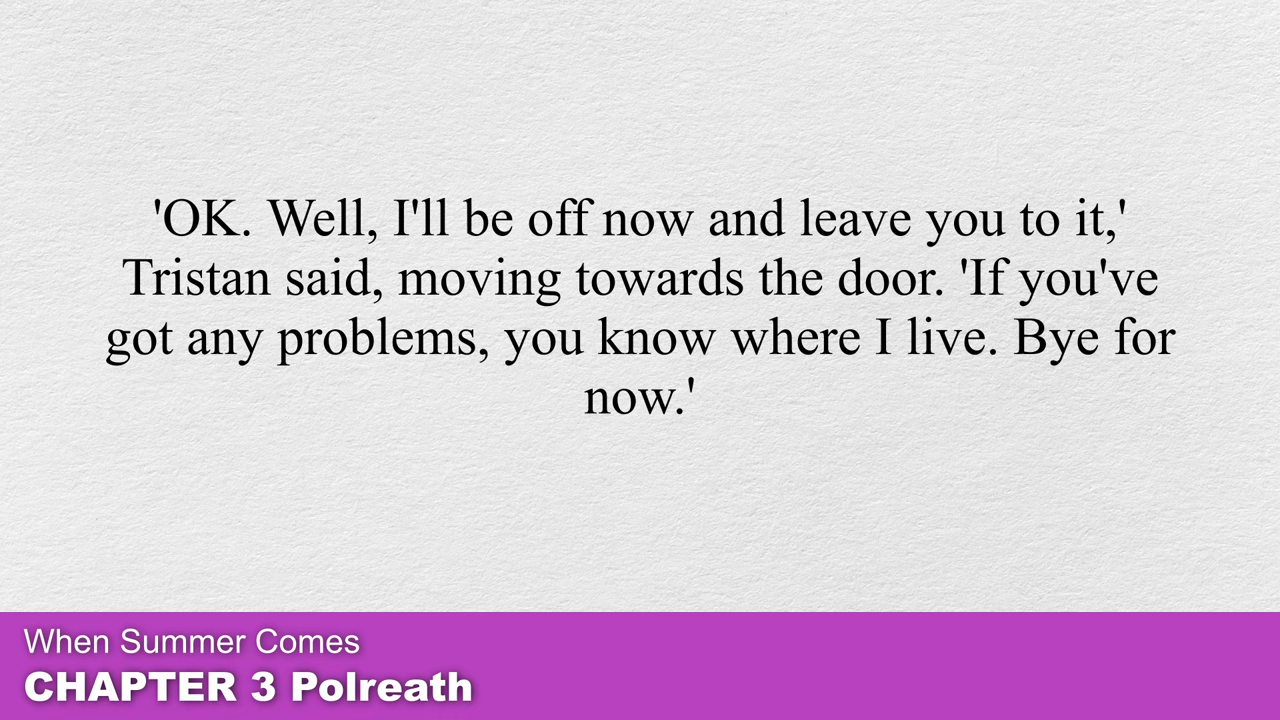 'OK. Well, I'll be off now and leave you to it,'
Tristan said, moving towards the door. 'If you've
got any problems, you know where I live. Bye for
now.'
When Summer Comes
CHAPTER 3 Polreath